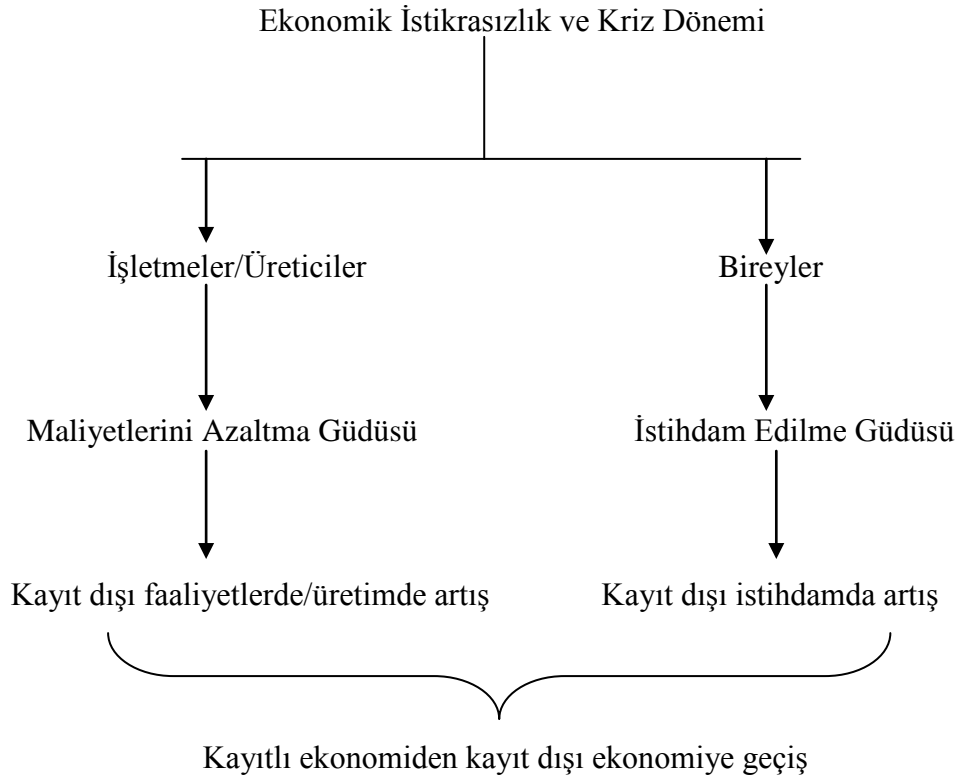 Ekonomik İstikrasızlık ve Kriz Dönemi
İşletmeler/Üreticiler
Bireyler
Maliyetlerini Azaltma Güdüsü
İstihdam Edilme Güdüsü
Kayıt dışı faaliyetlerde/üretimde artış
Kayıt dışı istihdamda artış
Kayıtlı ekonomiden kayıt dışı ekonomiye geçiş